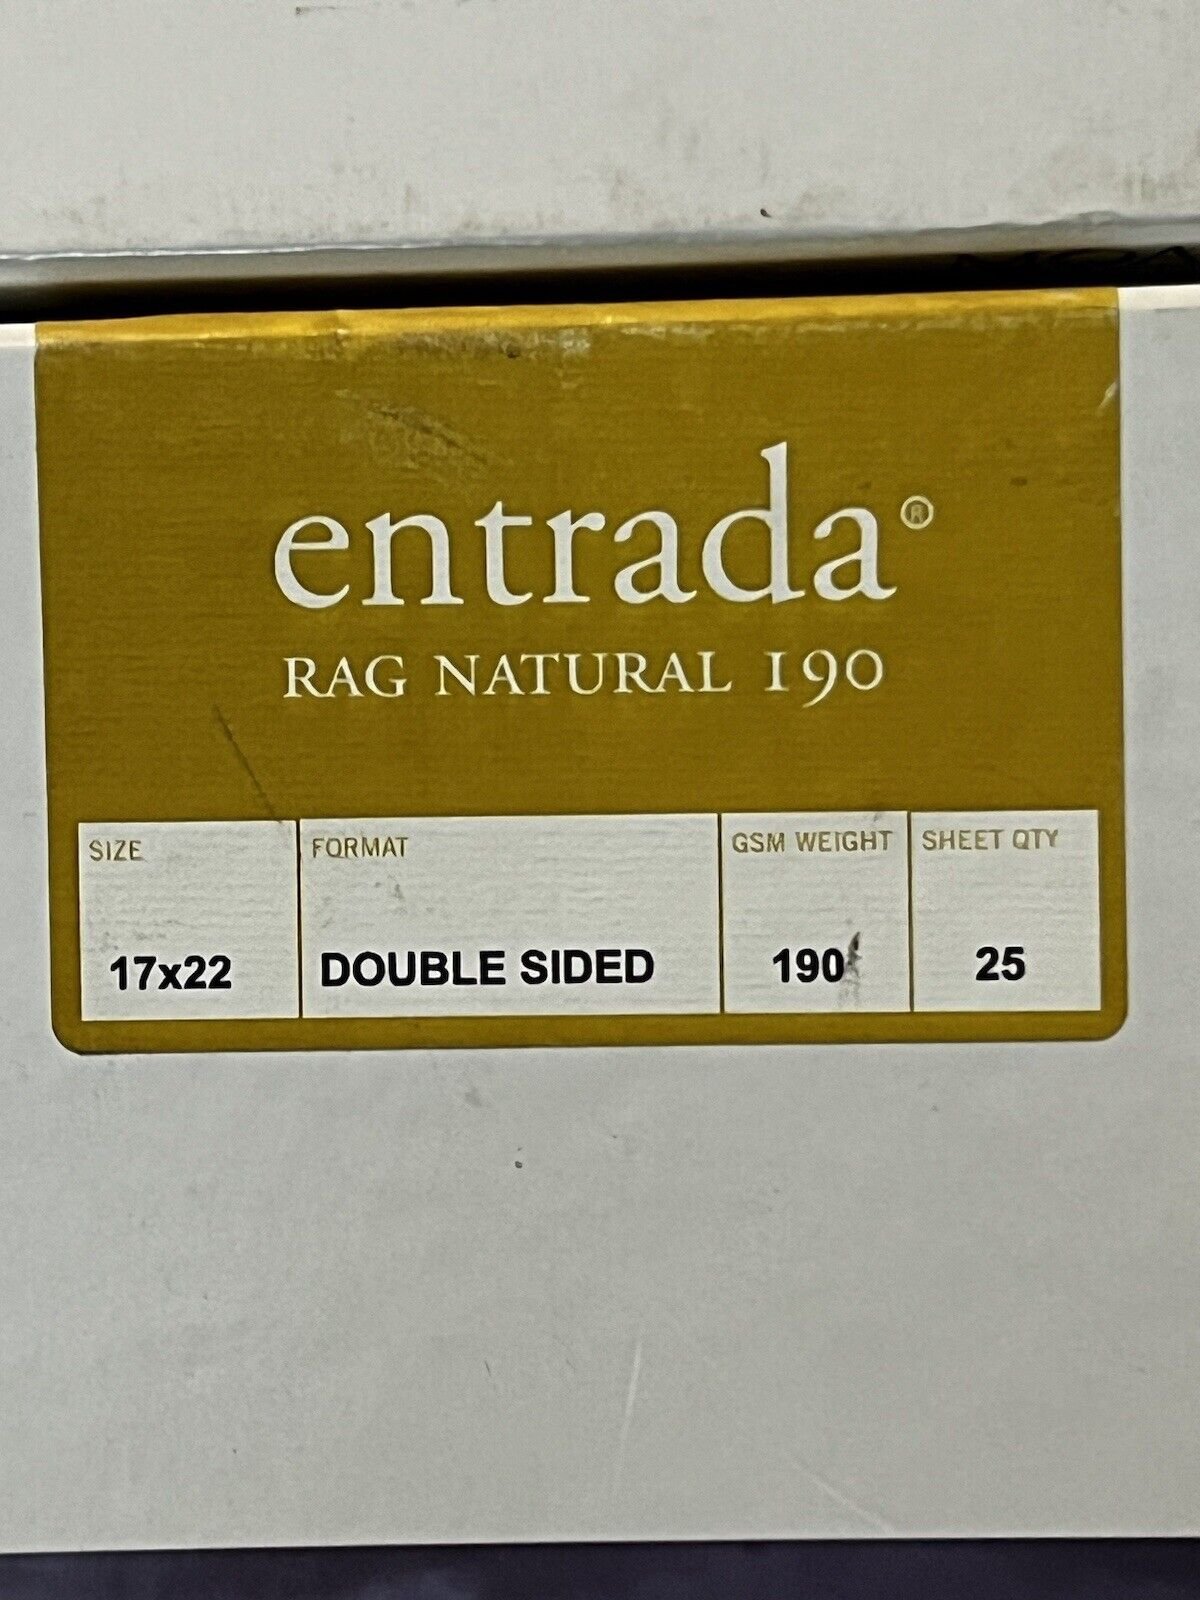 entrada®
RAG NATURAL 190
SIZE FORMAT GSM WEIGHT SHEET QTY
17x22 DOUBLE SIDED 190 25